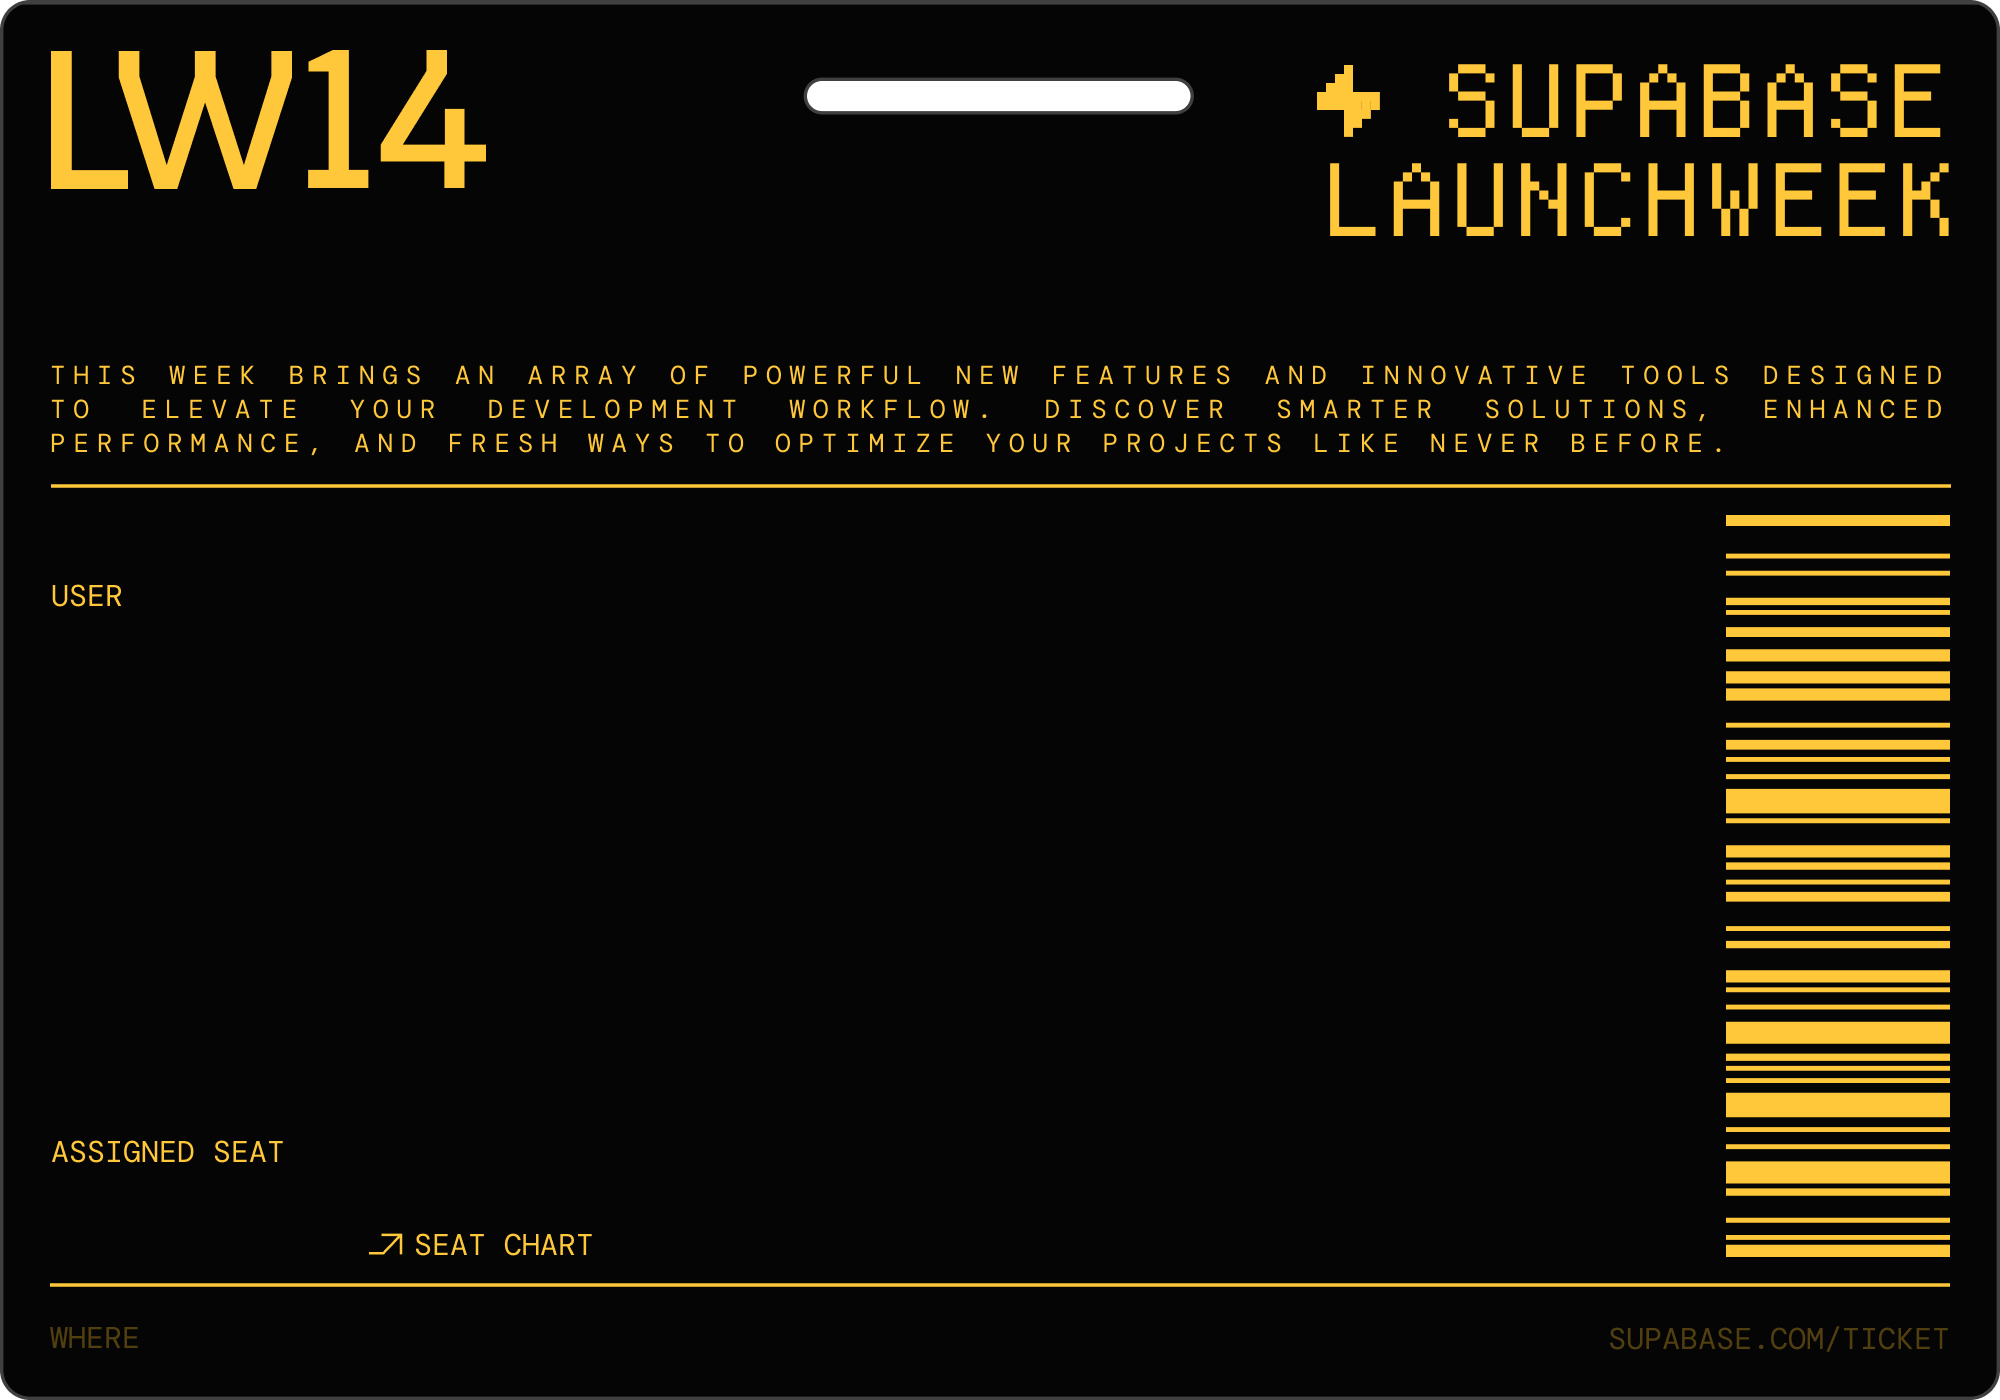 LW14
SUPABASE
LAUNCHWEEK
THIS WEEK BRINGS AN ARRAY OF POWERFUL NEW FEATURES AND INNOVATIVE TOOLS DESIGNED
TO ELEVATE YOUR DEVELOPMENT WORKFLOW. DISCOVER SMARTER SOLUTIONS, ENHANCED
PERFORMANCE, AND FRESH WAYS TO OPTIMIZE YOUR PROJECTS LIKE NEVER BEFORE.
USER
ASSIGNED SEAT
SEAT CHART
WHERE
SUPABASE.COM/TICKET